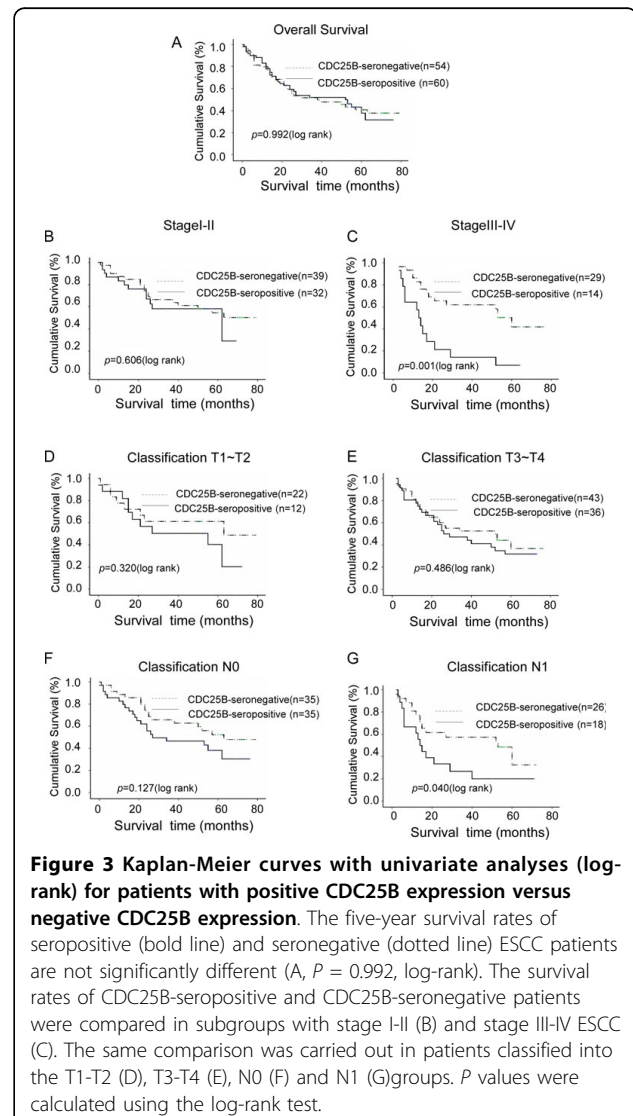 Overall Survival
A
Cumulative Survival (%)
1.0
0.8
0.6
0.4
0.2
0.0
CDC25B-seronegative(n=54)
CDC25B-seropositive (n=60)
p=0.992(log rank)
0 20 40 60 80
Survival time (months)
StageI-II
B
Cumulative Survival (%)
1.0
0.8
0.6
0.4
0.2
0.0
CDC25B-seronegative(n=39)
CDC25B-seropositive (n=32)
p=0.606(log rank)
0 20 40 60 80
Survival time (months)
StageIII-IV
C
Cumulative Survival (%)
1.0
0.8
0.6
0.4
0.2
0.0
CDC25B-seronegative(n=29)
CDC25B-seropositive (n=14)
p=0.001(log rank)
0 20 40 60 80
Survival time (months)
D Classification T1~T2
Cumulative Survival (%)
1.0
0.8
0.6
0.4
0.2
0.0
CDC25B-seronegative(n=22)
CDC25B-seropositive (n=12)
p=0.320(log rank)
0 20 40 60 80
Survival time (months)
E Classification T3~T4
Cumulative Survival (%)
1.0
0.8
0.6
0.4
0.2
0.0
CDC25B-seronegative(n=43)
CDC25B-seropositive (n=36)
p=0.486(log rank)
0 20 40 60 80
Survival time (months)
F Classification N0
Cumulative Survival (%)
1.0
0.8
0.6
0.4
0.2
0.0
CDC25B-seronegative(n=35)
CDC25B-seropositive (n=35)
p=0.127(log rank)
0 20 40 60 80
Survival time (months)
G Classification N1
Cumulative Survival (%)
1.0
0.8
0.6
0.4
0.2
0.0
CDC25B-seronegative(n=26)
CDC25B-seropositive (n=18)
p=0.040(log rank)
0 20 40 60 80
Survival time (months)
Figure 3 Kaplan-Meier curves with univariate analyses (log-
rank) for patients with positive CDC25B expression versus
negative CDC25B expression. The five-year survival rates of
seropositive (bold line) and seronegative (dotted line) ESCC patients
are not significantly different (A, P = 0.992, log-rank). The survival
rates of CDC25B-seropositive and CDC25B-seronegative patients
were compared in subgroups with stage I-II (B) and stage III-IV ESCC
(C). The same comparison was carried out in patients classified into
the T1-T2 (D), T3-T4 (E), N0 (F) and N1 (G)groups. P values were
calculated using the log-rank test.